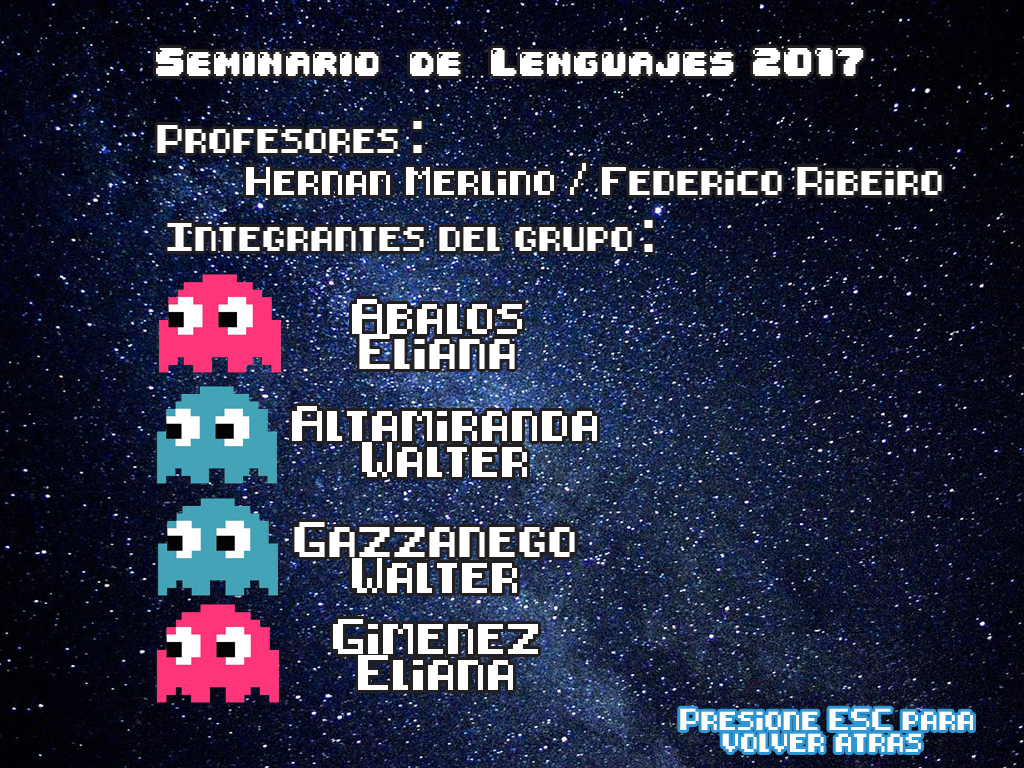 Seminario de Lenguajes 2017
Profesores:
Hernan Merlino / Federico Ribeiro
Integrantes del grupo:
Abalos
Eliana
Altamiranda
Walter
Gazzanego
Walter
Gimenez
Eliana
Presione ESC para
volver atras